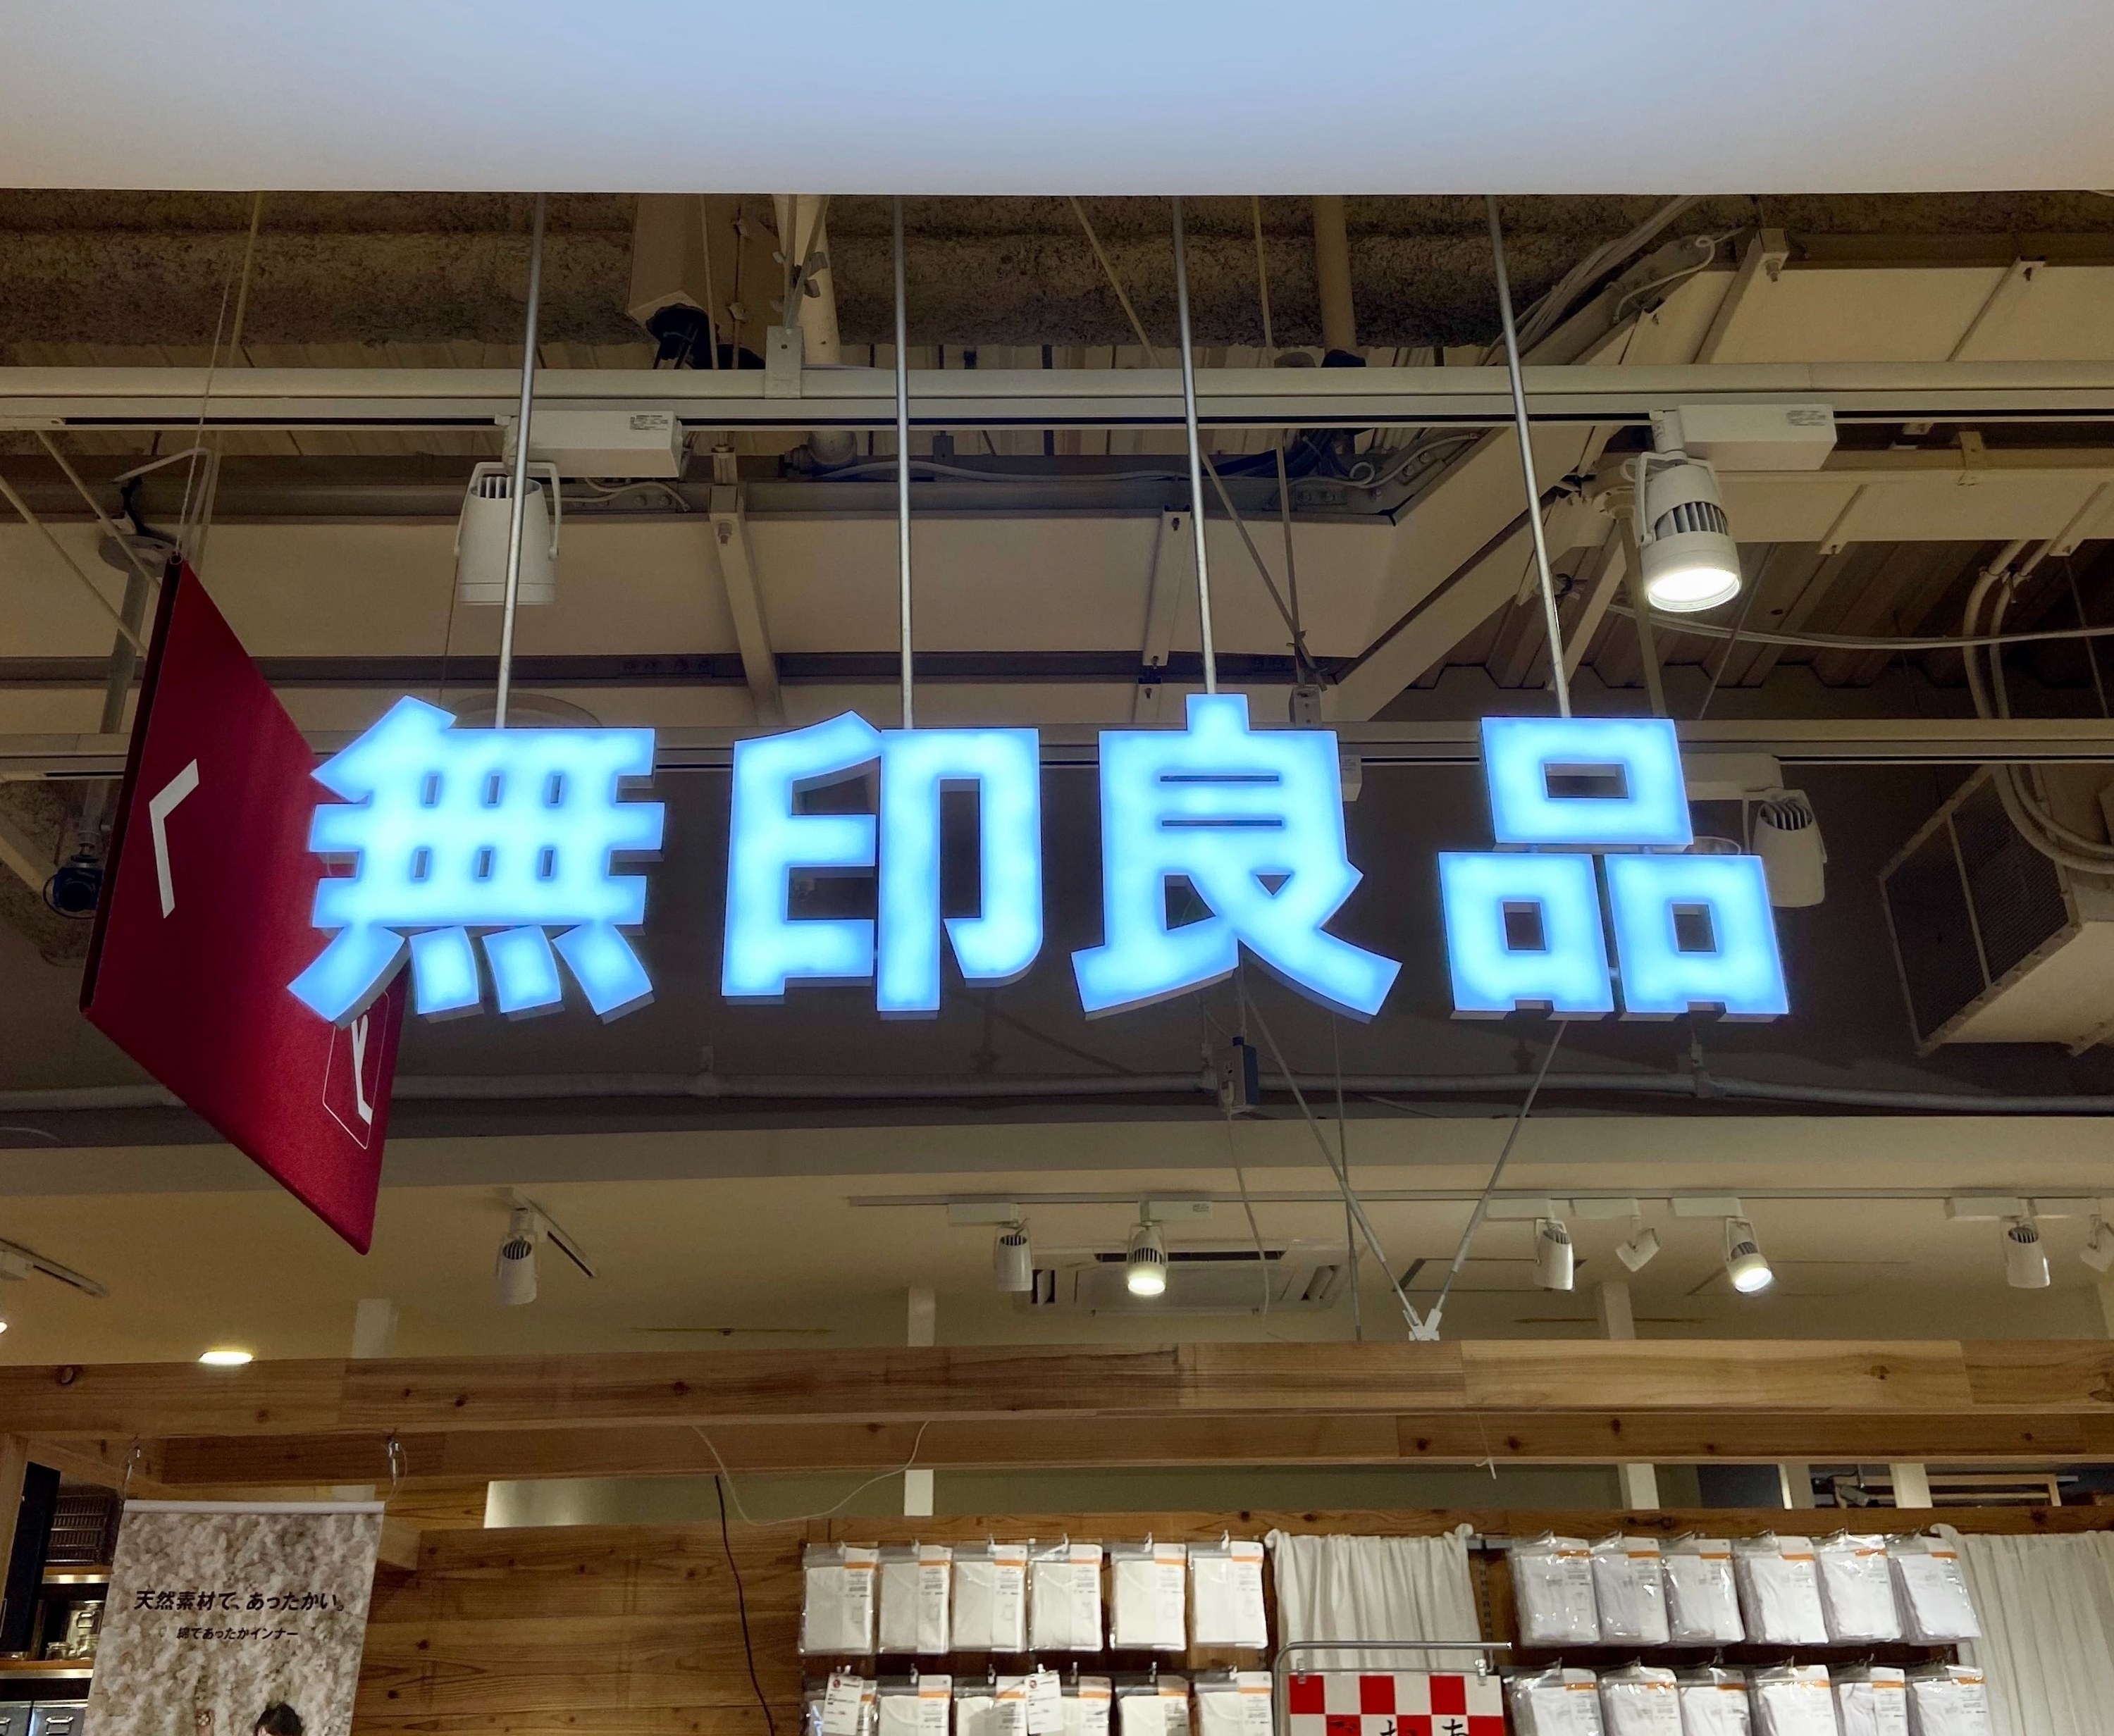 無印良品
天然素材で、あったかい。
綿であったかインナー